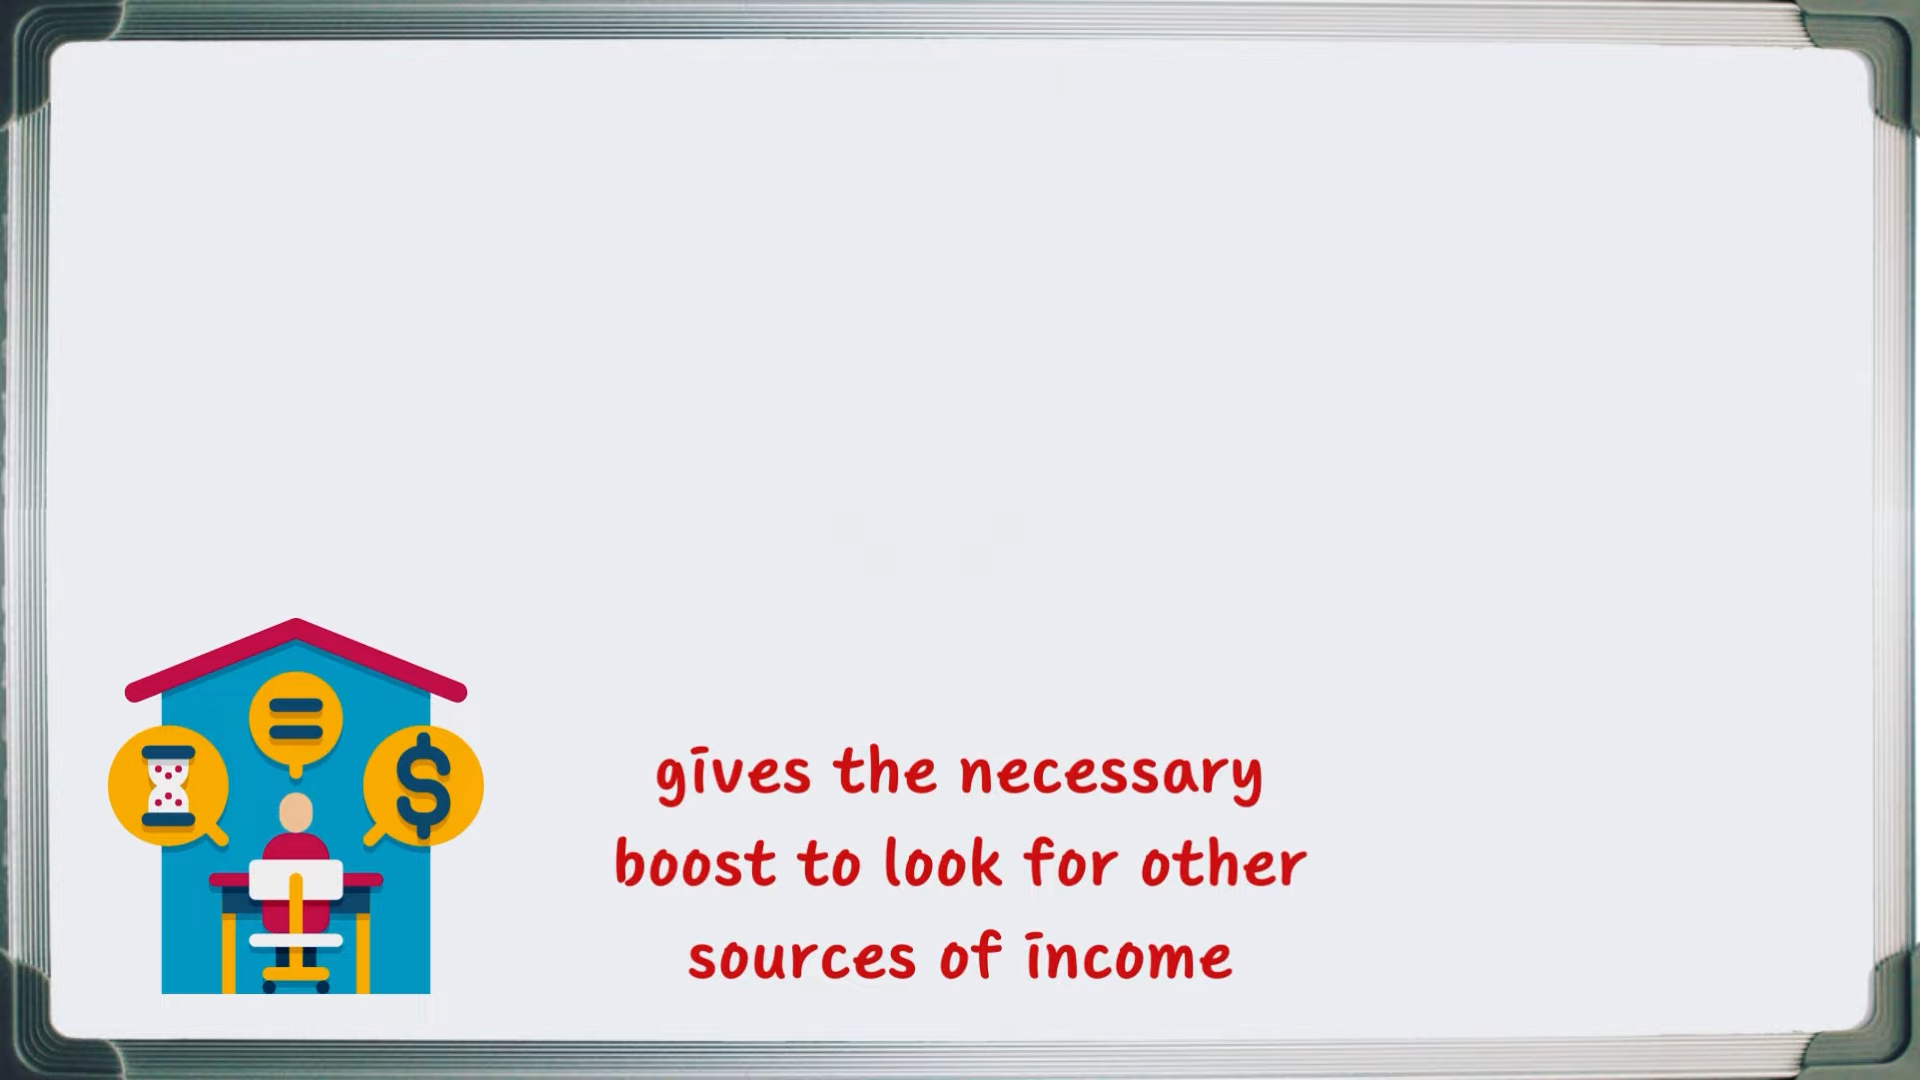 gives the necessary
boost to look for other
sources of income